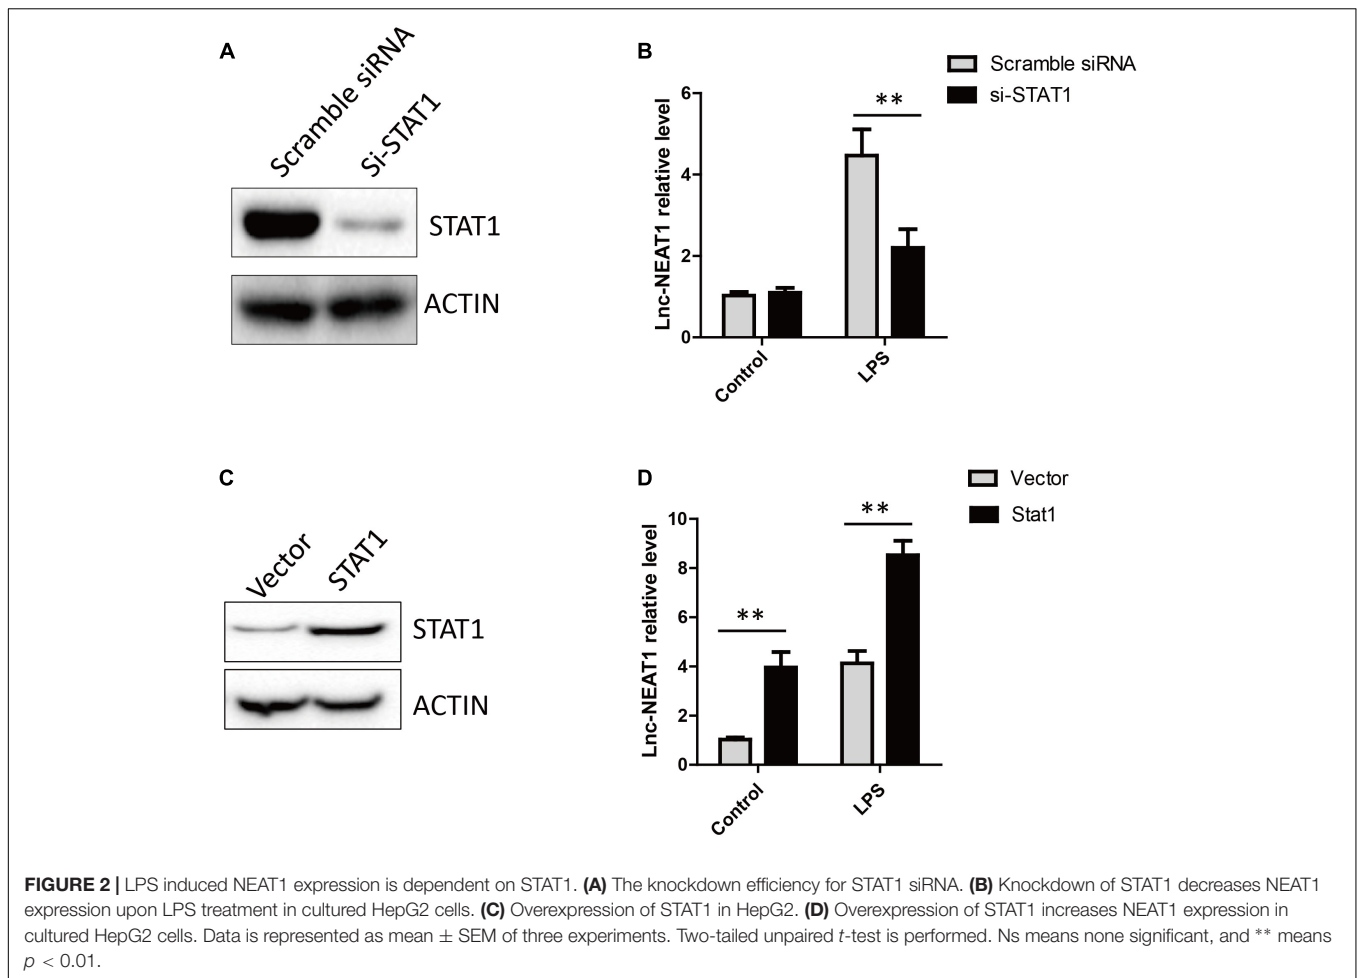 A
Scramble siRNA
Si-STAT1
STAT1
ACTIN
B
Scramble siRNA
si-STAT1
Lnc-NEAT1 relative level
6
4
2
0
**
Control
LPS
C
Vector
STAT1
STAT1
ACTIN
D
Vector
Stat1
Lnc-NEAT1 relative level
10
8
6
4
2
0
**
**
Control
LPS
FIGURE 2 | LPS induced NEAT1 expression is dependent on STAT1. (A) The knockdown efficiency for STAT1 siRNA. (B) Knockdown of STAT1 decreases NEAT1
expression upon LPS treatment in cultured HepG2 cells. (C) Overexpression of STAT1 in HepG2. (D) Overexpression of STAT1 increases NEAT1 expression in
cultured HepG2 cells. Data is represented as mean ± SEM of three experiments. Two-tailed unpaired t-test is performed. Ns means none significant, and ** means
p < 0.01.